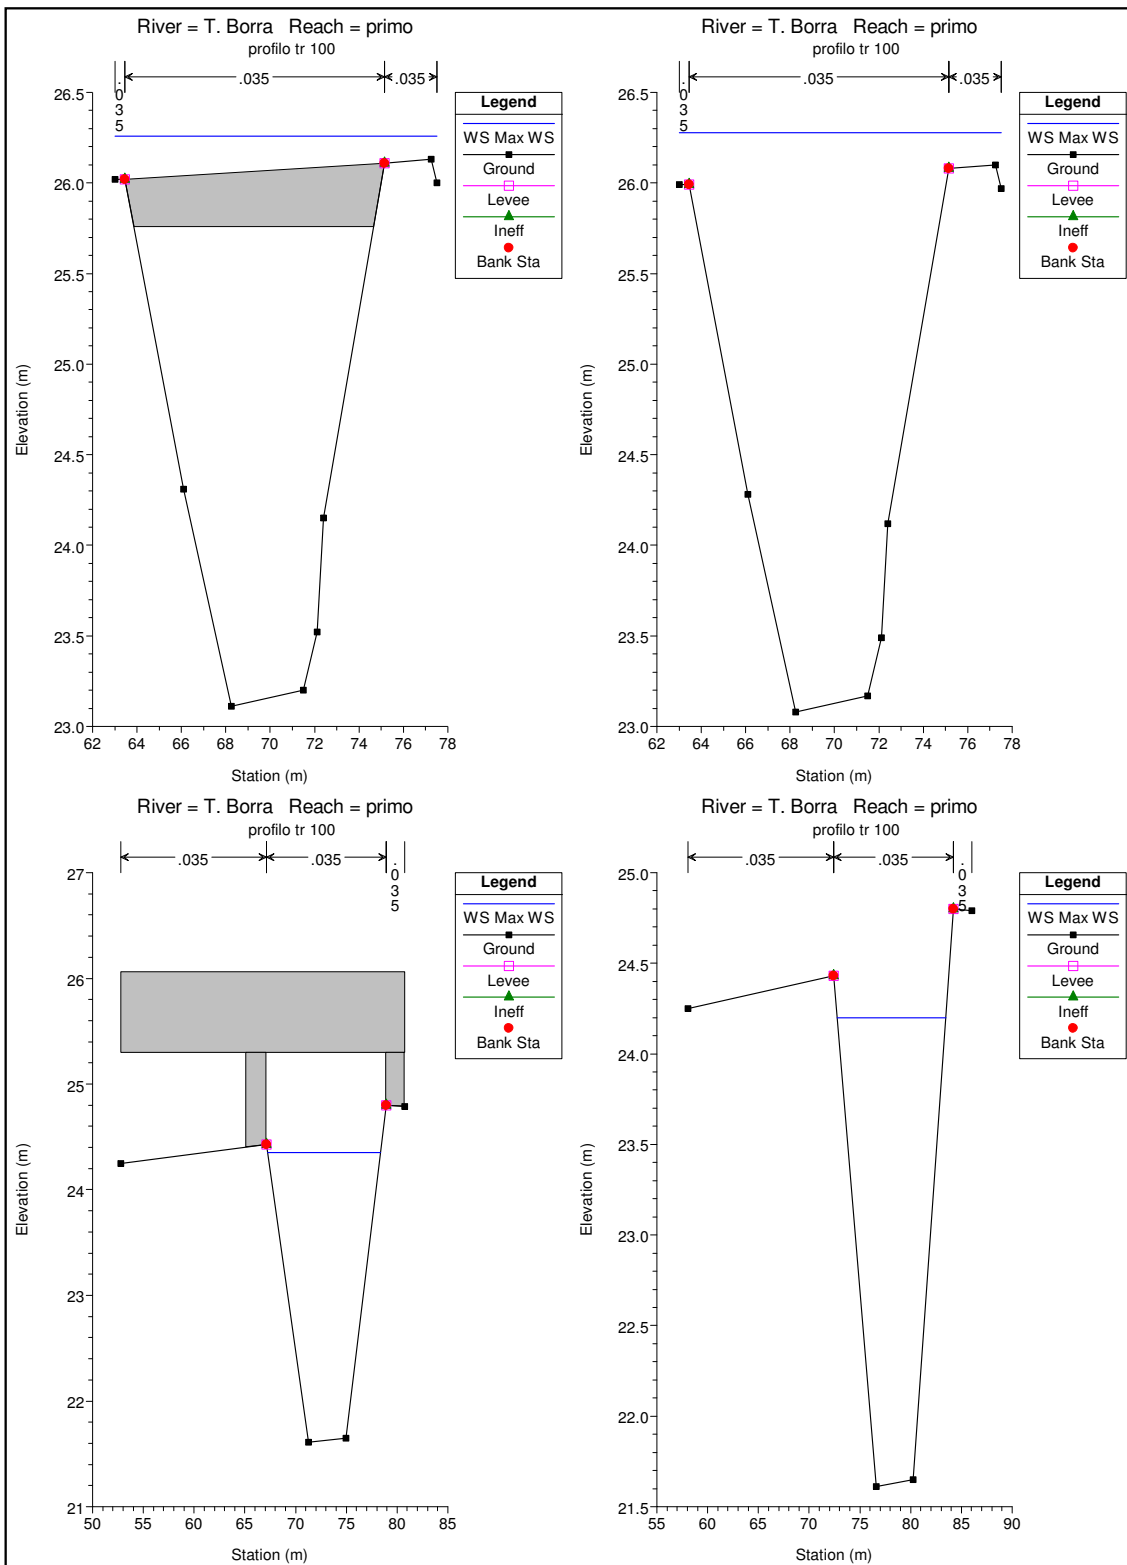 River = T. Borra Reach = primo
profilo tr 100
.035
.035
.035
Elevation (m)
26.5
26.0
25.5
25.0
24.5
24.0
23.5
23.0
62 64 66 68 70 72 74 76 78
Station (m)
Legend
WS Max WS
Ground
Levee
Ineff
Bank Sta
River = T. Borra Reach = primo
profilo tr 100
.035
.035
.035
Elevation (m)
26.5
26.0
25.5
25.0
24.5
24.0
23.5
23.0
62 64 66 68 70 72 74 76 78
Station (m)
Legend
WS Max WS
Ground
Levee
Ineff
Bank Sta
River = T. Borra Reach = primo
profilo tr 100
.035
.035
.035
Elevation (m)
27
26
25
24
23
22
21
50 55 60 65 70 75 80 85
Station (m)
Legend
WS Max WS
Ground
Levee
Ineff
Bank Sta
River = T. Borra Reach = primo
profilo tr 100
.035
.035
.035
Elevation (m)
25.0
24.5
24.0
23.5
23.0
22.5
22.0
21.5
55 60 65 70 75 80 85 90
Station (m)
Legend
WS Max WS
Ground
Levee
Ineff
Bank Sta